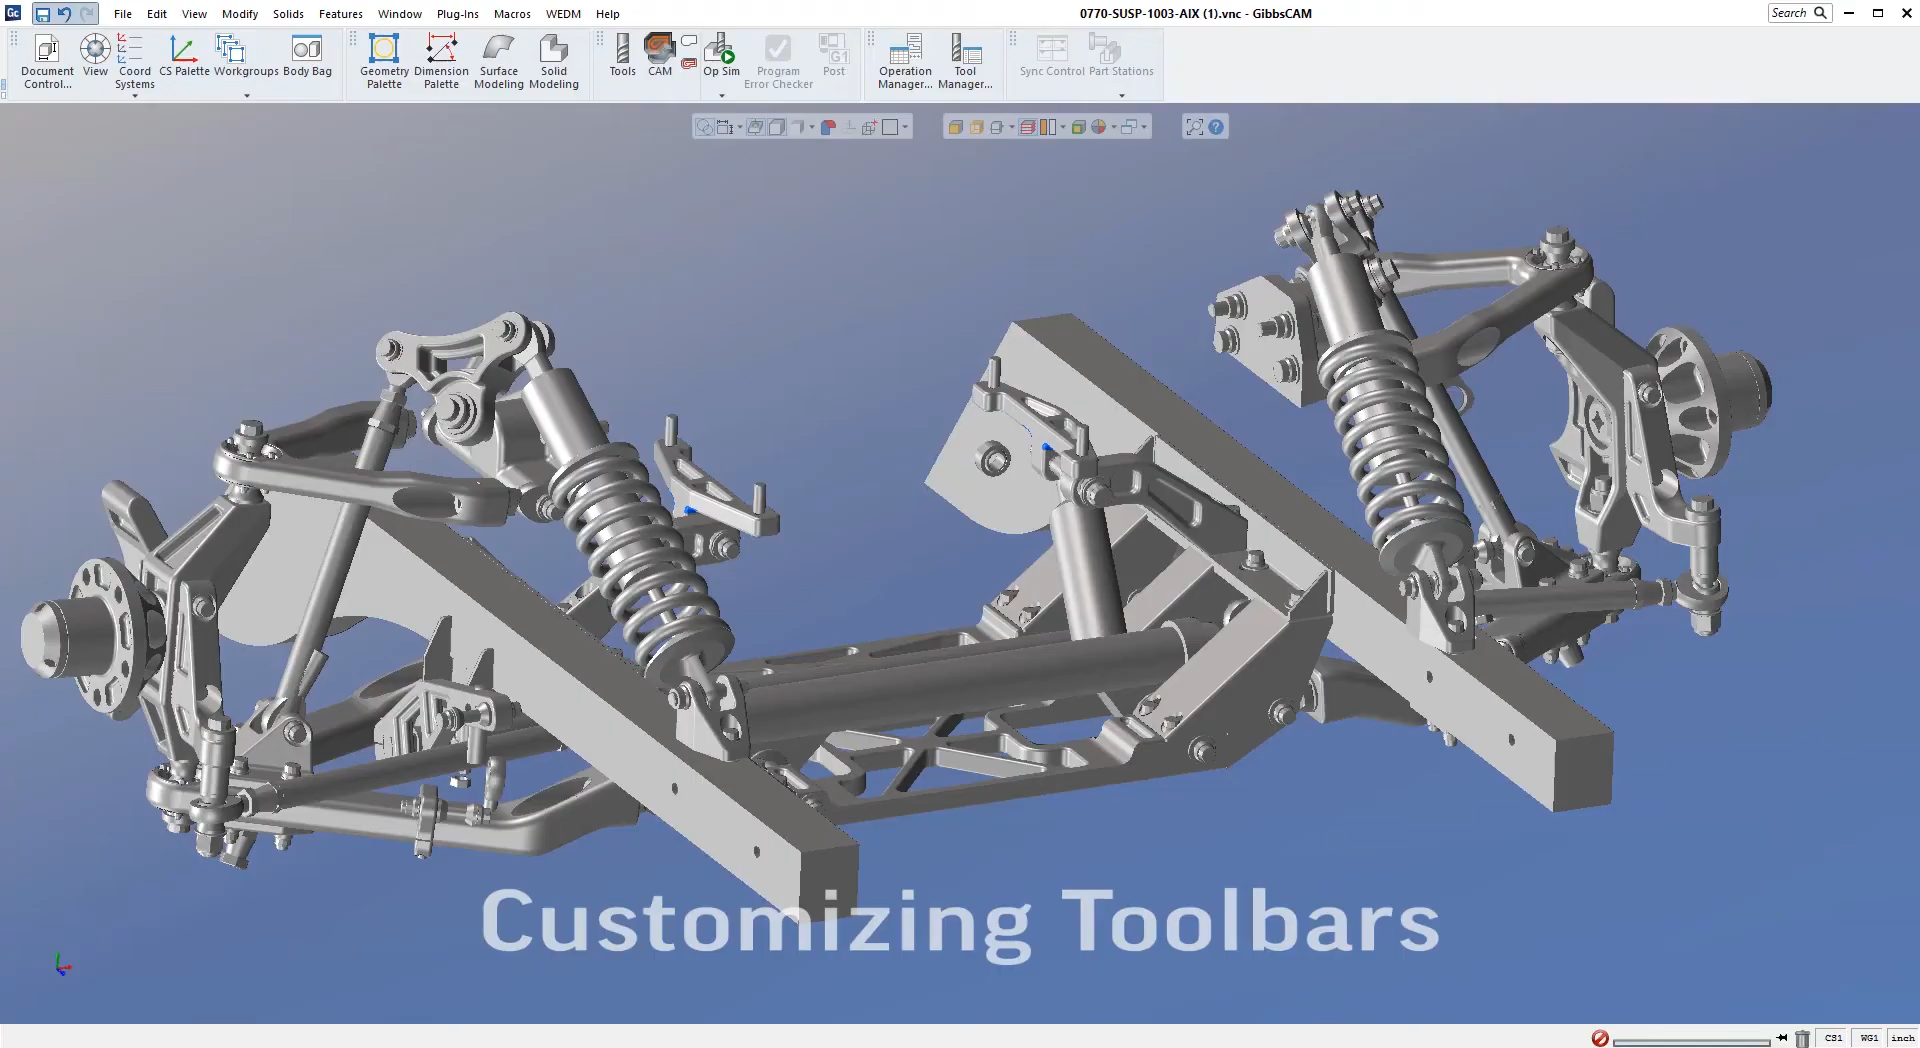 Gc File Edit View Modify Solids Features Window Plug-Ins Macros WEDM Help 0770-SUSP-1003-AIX (1).vnc - GibbsCAM Search
Document Control... View Coord Systems CS Palette Workgroups Body Bag Geometry Palette Dimension Palette Surface Modeling Solid Modeling Tools CAM Op Sim Program Error Checker G1 Post Operation Manager... Tool Manager... Sync Control Part Stations
Customizing Toolbars
CS1 WG1 inch